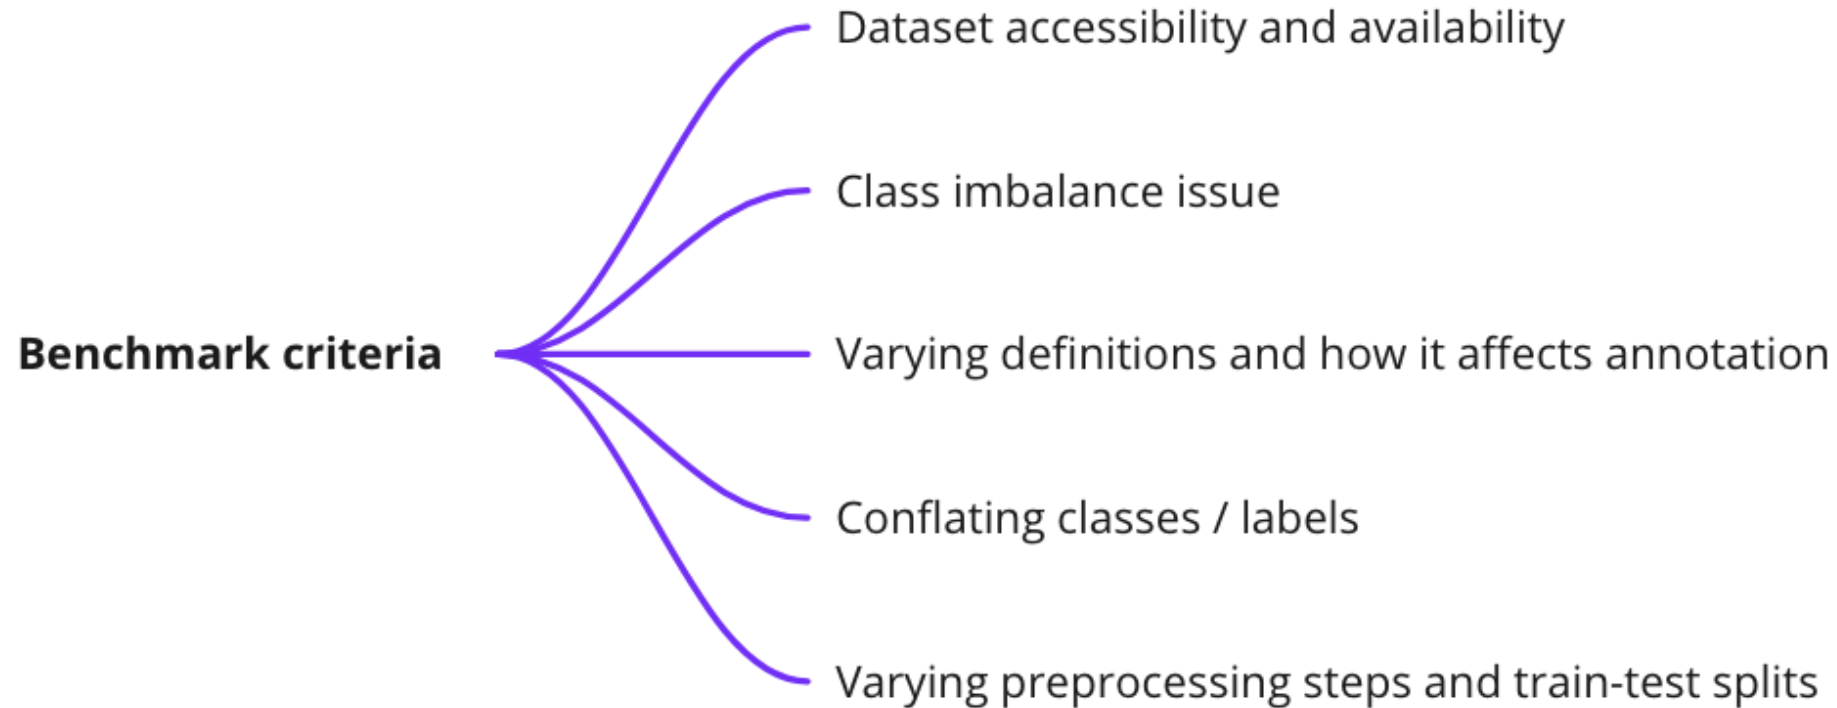 Dataset accessibility and availability
Class imbalance issue
Benchmark criteria
Varying definitions and how it affects annotation
Conflating classes / labels
Varying preprocessing steps and train-test splits